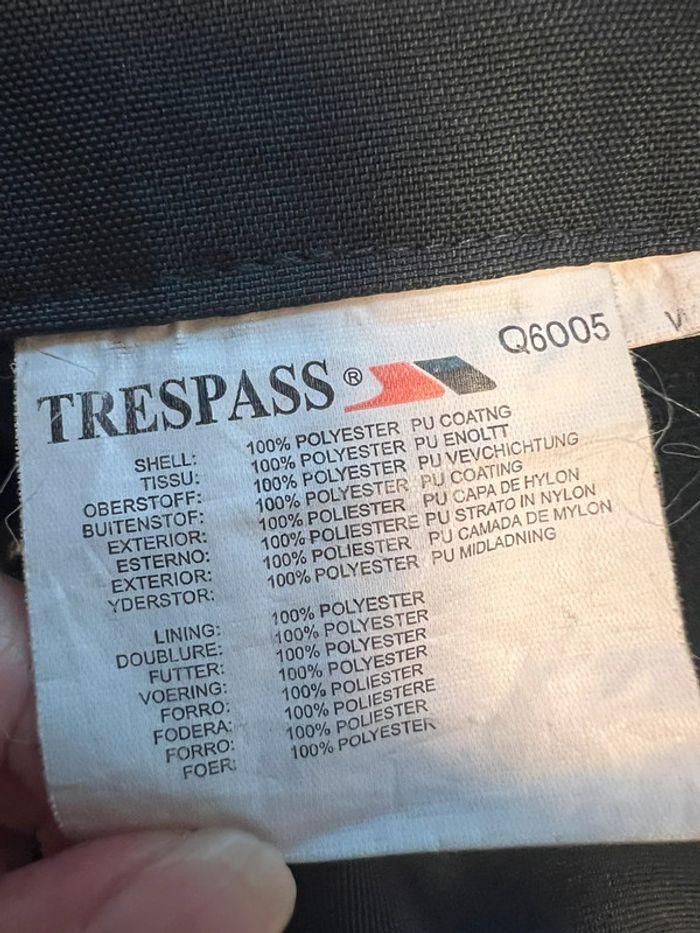 Q6005
TRESPASS®
SHELL: 100% POLYESTER PU COATNG
TISSU: 100% POLYESTER PU ENOLTT
OBERSTOFF: 100% POLYESTER PU VEVCHICHTUNG
BUITENSTOF: 100% POLYESTER PU COATING
EXTERIOR: 100% POLIESTER PU CAPA DE HYLON
ESTERNO: 100% POLIESTERE PU STRATO IN NYLON
EXTERIOR: 100% POLIESTER PU CAMADA DE MYLON
YDERSTOR: 100% POLYESTER PU MIDLADNING
LINING: 100% POLYESTER
DOUBLURE: 100% POLYESTER
FUTTER: 100% POLYESTER
VOERING: 100% POLYESTER
FORRO: 100% POLIESTER
FODERA: 100% POLIESTERE
FORRO: 100% POLIESTER
FOER: 100% POLYESTER
V